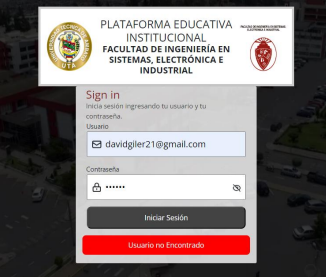 PLATAFORMA EDUCATIVA
INSTITUCIONAL
FACULTAD DE INGENIERÍA EN
SISTEMAS, ELECTRÓNICA E
INDUSTRIAL
UTA
FACULTAD DE INGENIERÍA EN SISTEMAS,
ELECTRÓNICA E INDUSTRIAL
Sign in
Inicia sesión ingresando tu usuario y tu
contraseña.
Usuario
davidgiler21@gmail.com
Contraseña
••••••
Iniciar Sesión
Usuario no Encontrado